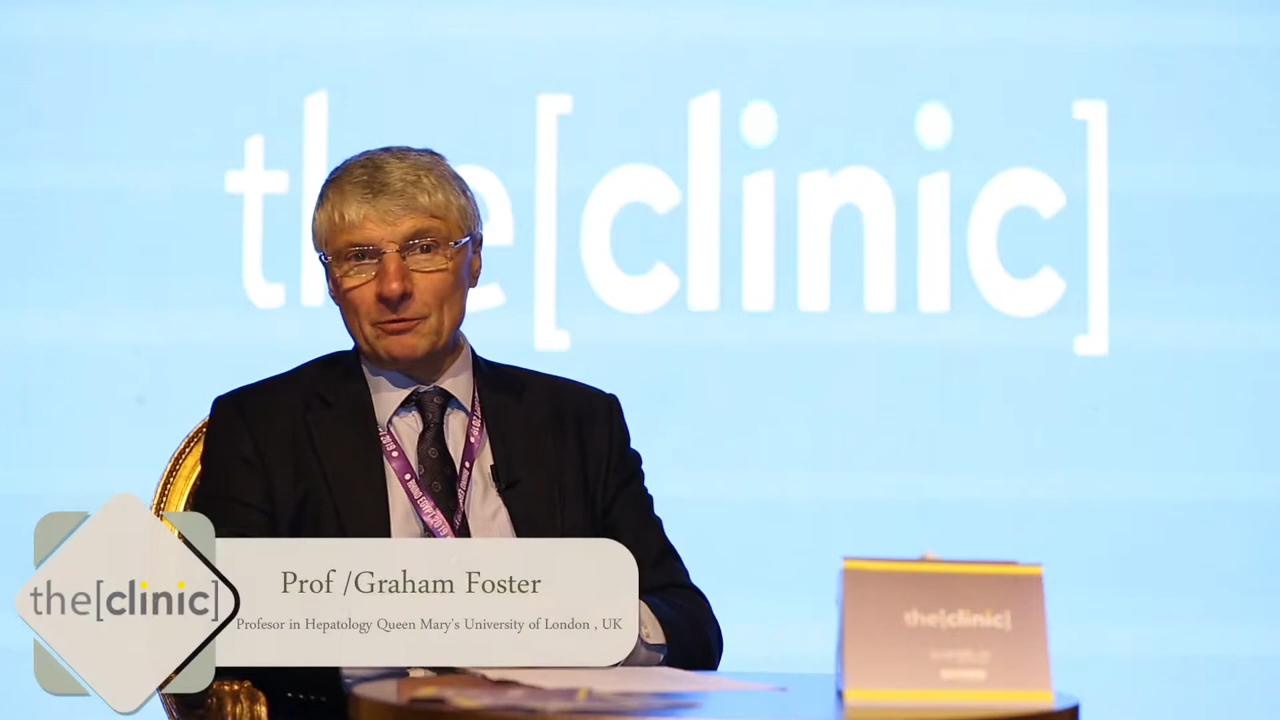 the[clinic]
the[clinic]
Prof /Graham Foster
Profesor in Hepatology Queen Mary's University of London , UK
the[clinic]